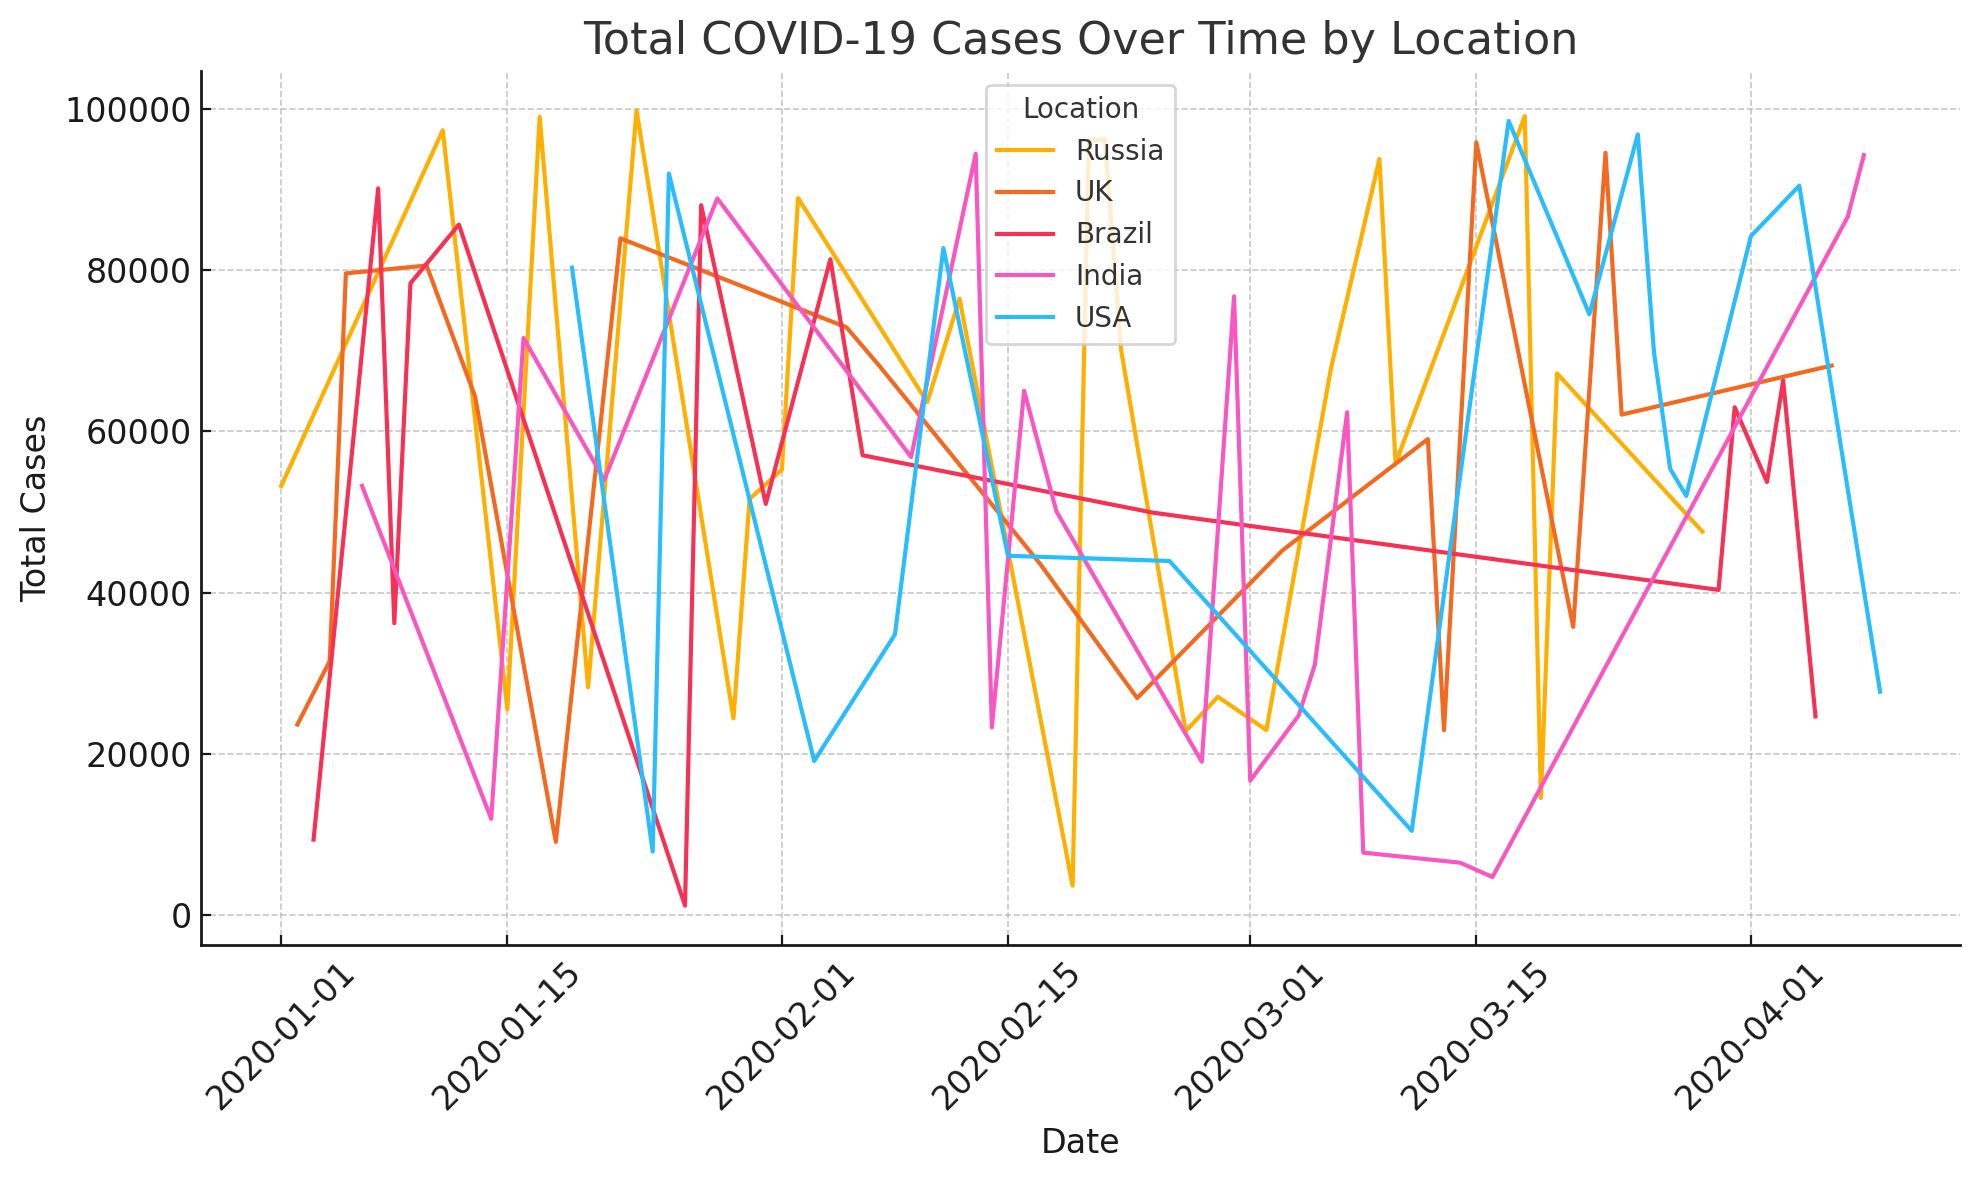 Total COVID-19 Cases Over Time by Location
Location
Russia
UK
Brazil
India
USA
Total Cases
100000
80000
60000
40000
20000
0
2020-01-01
2020-01-15
2020-02-01
2020-02-15
2020-03-01
2020-03-15
2020-04-01
Date